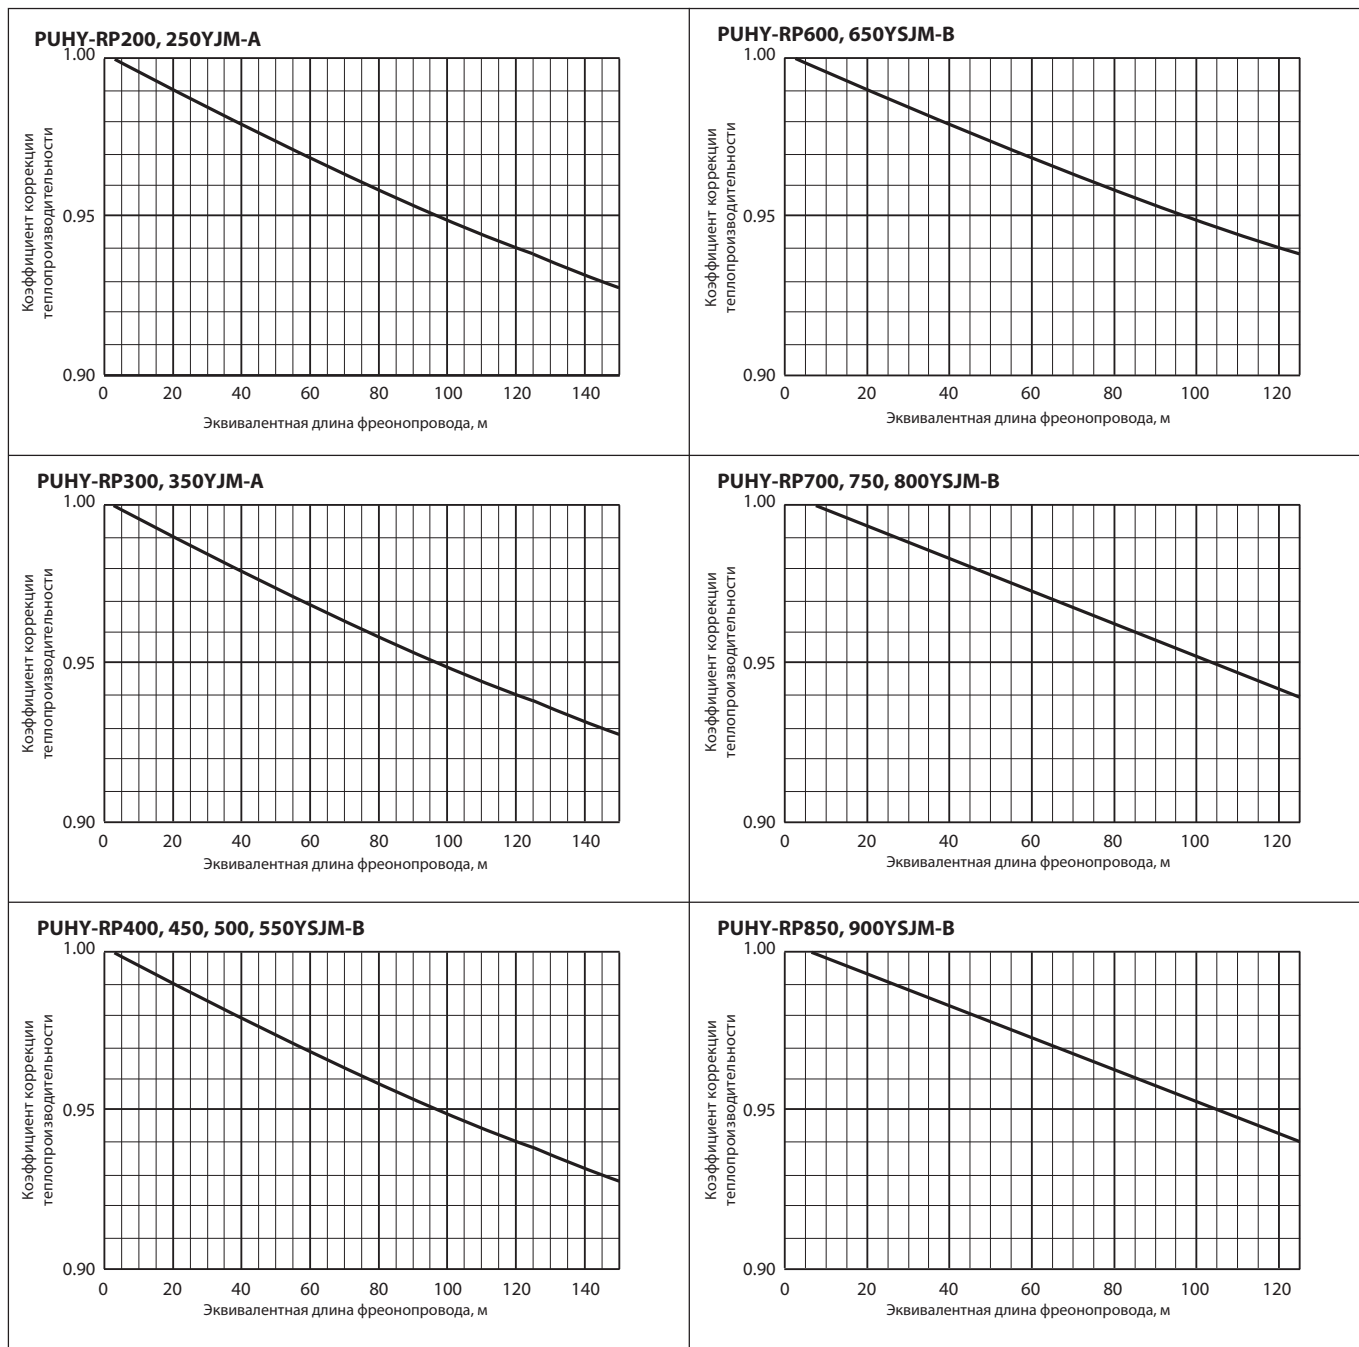 PUHY-RP200, 250YJM-A
1.00
0.95
0.90
Коэффициент коррекции
теплопроизводительности
0 20 40 60 80 100 120 140
Эквивалентная длина фреонопровода, м
PUHY-RP600, 650YSJM-B
1.00
0.95
0.90
Коэффициент коррекции
теплопроизводительности
0 20 40 60 80 100 120
Эквивалентная длина фреонопровода, м
PUHY-RP300, 350YJM-A
1.00
0.95
0.90
Коэффициент коррекции
теплопроизводительности
0 20 40 60 80 100 120 140
Эквивалентная длина фреонопровода, м
PUHY-RP700, 750, 800YSJM-B
1.00
0.95
0.90
Коэффициент коррекции
теплопроизводительности
0 20 40 60 80 100 120
Эквивалентная длина фреонопровода, м
PUHY-RP400, 450, 500, 550YSJM-B
1.00
0.95
0.90
Коэффициент коррекции
теплопроизводительности
0 20 40 60 80 100 120 140
Эквивалентная длина фреонопровода, м
PUHY-RP850, 900YSJM-B
1.00
0.95
0.90
Коэффициент коррекции
теплопроизводительности
0 20 40 60 80 100 120
Эквивалентная длина фреонопровода, м